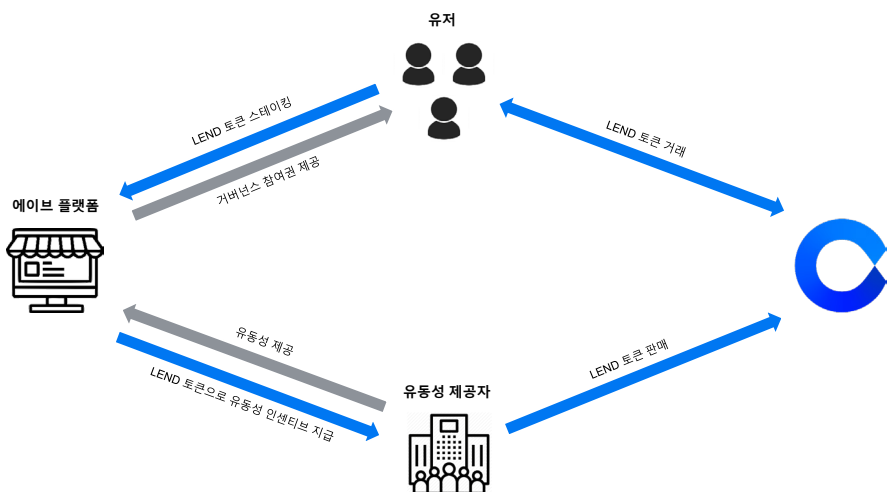 유저
LEND 토큰 스테이킹
거버넌스 참여권 제공
LEND 토큰 거래
에이브 플랫폼
유동성 제공
LEND 토큰으로 유동성 인센티브 지급
LEND 토큰 판매
유동성 제공자